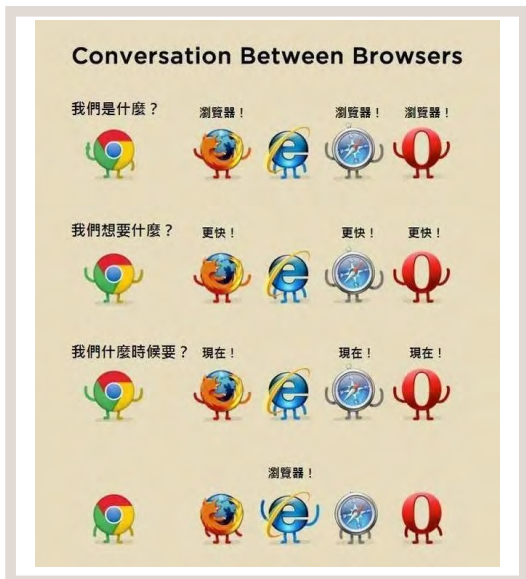 Conversation Between Browsers
我們是什麼？ 瀏覽器！ 瀏覽器！ 瀏覽器！
我們想要什麼？ 更快！ 更快！ 更快！
我們什麼時候要？ 現在！ 現在！ 現在！
瀏覽器！